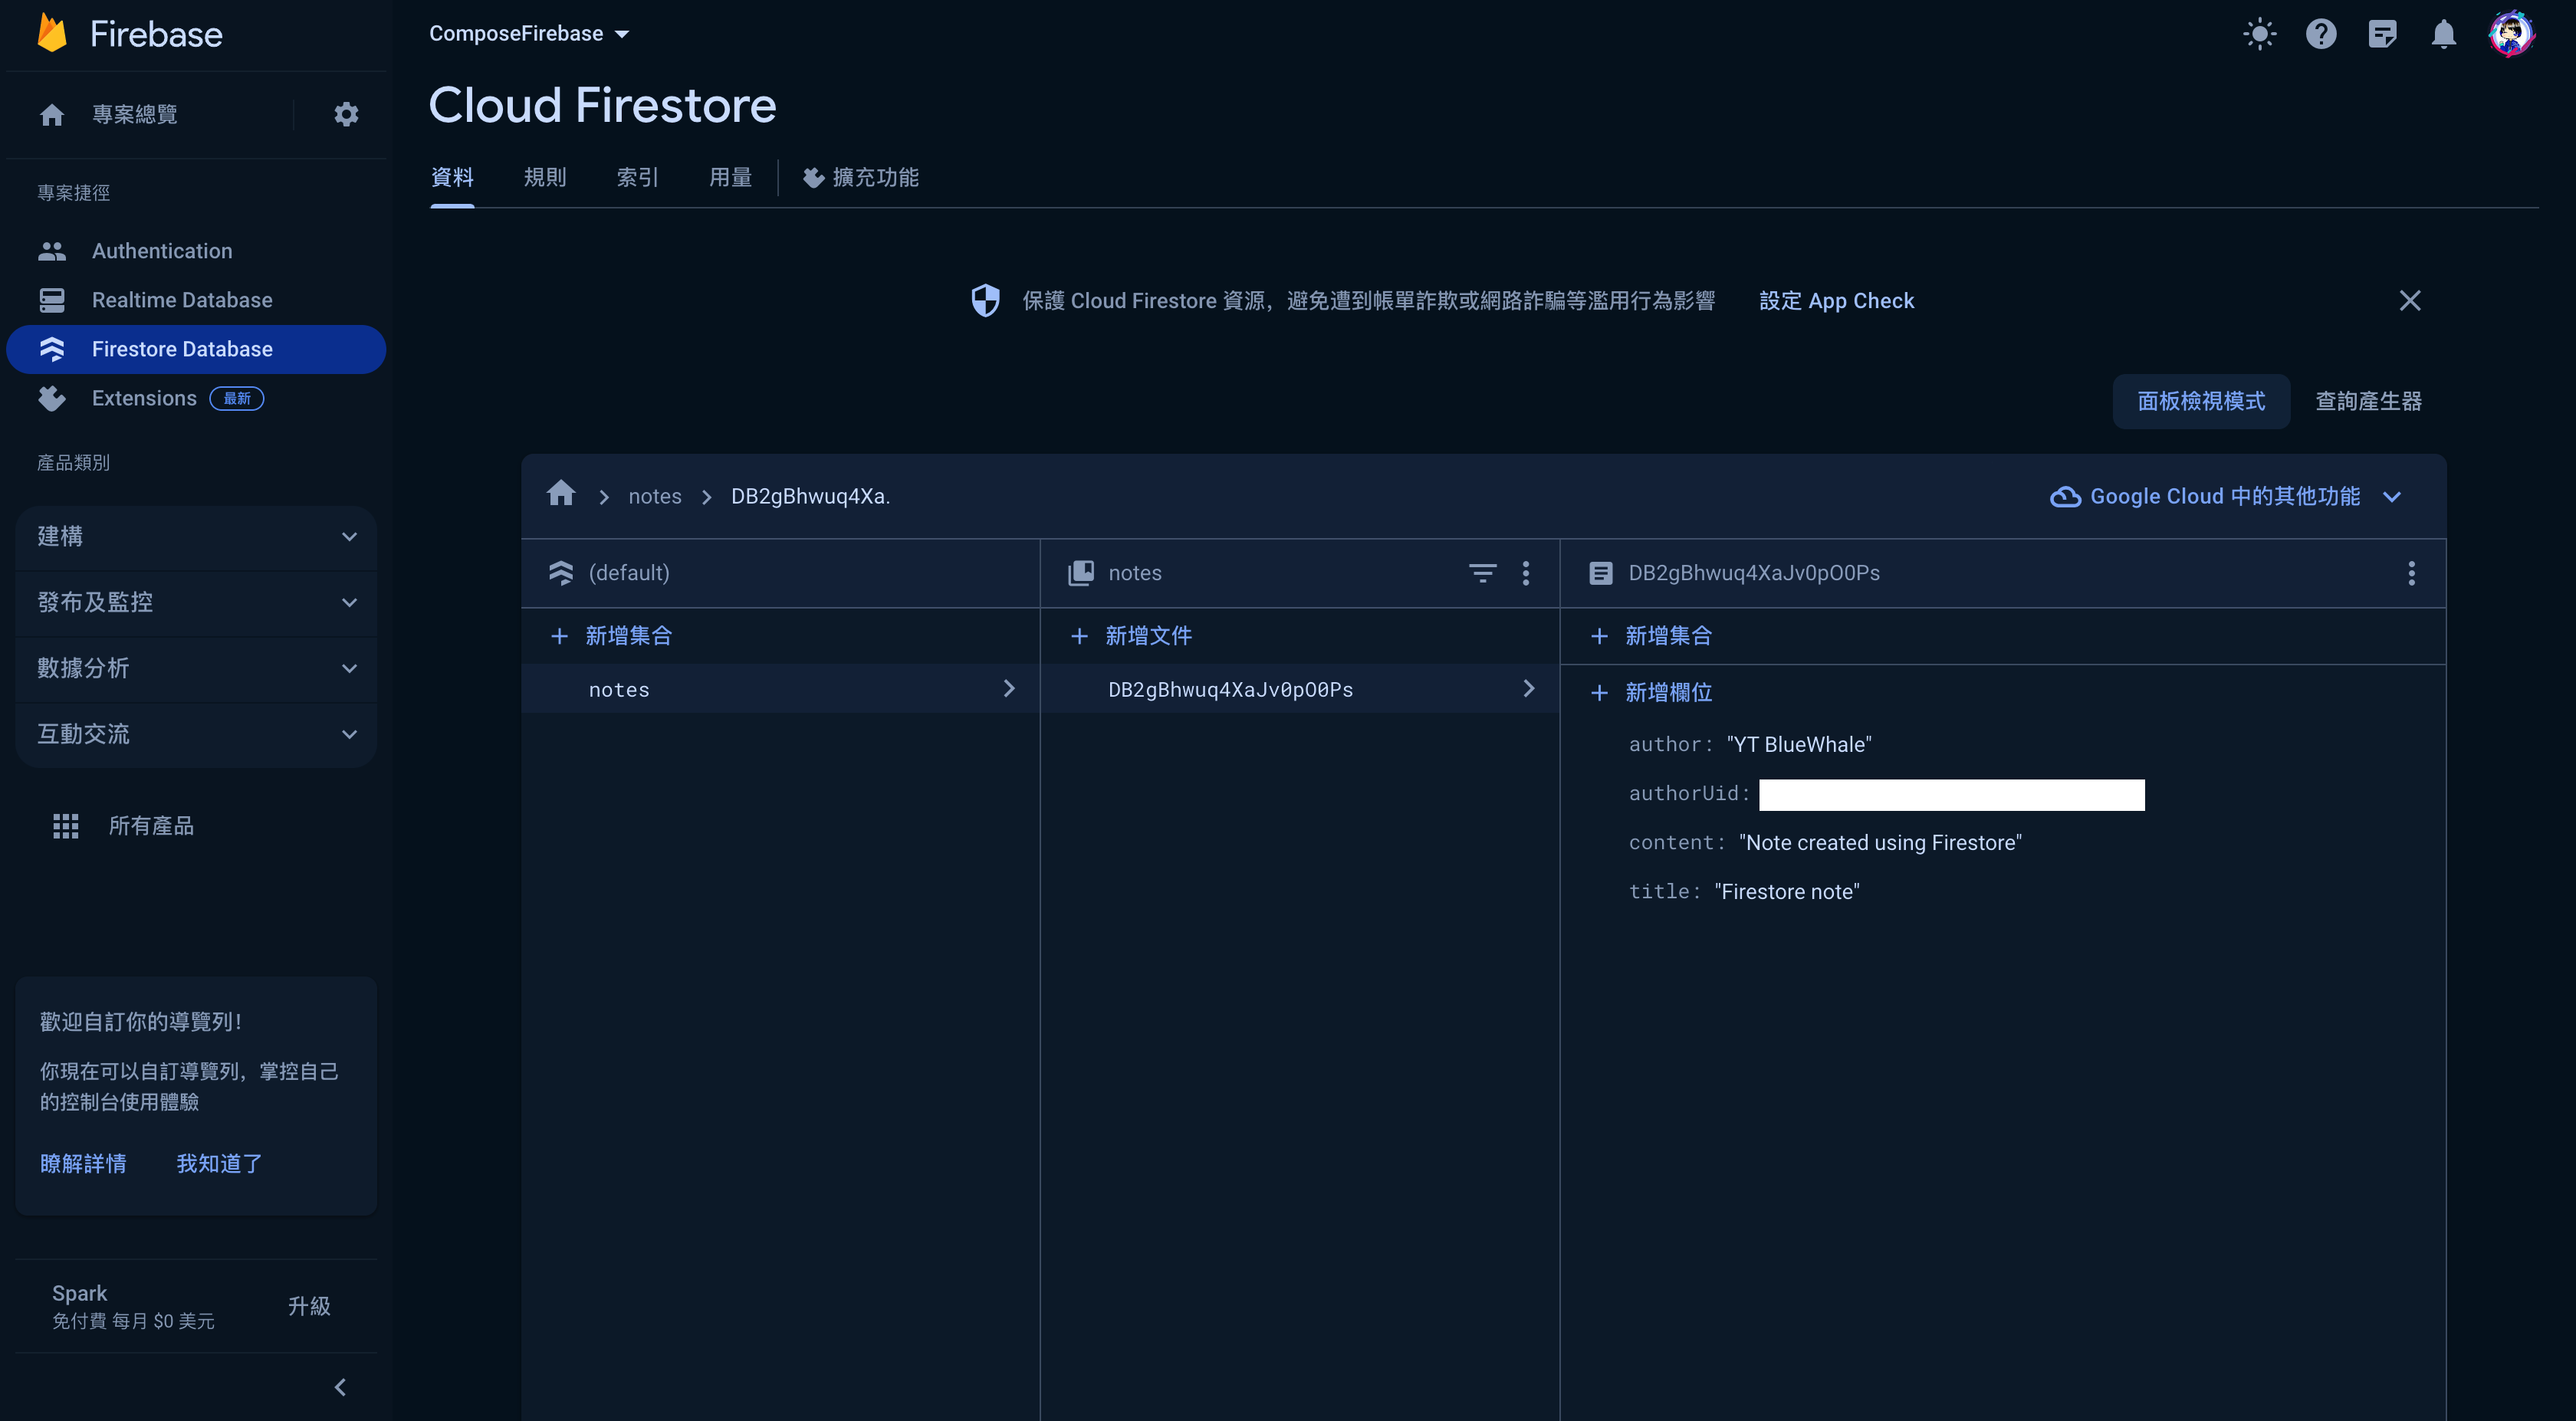 Firebase
專案總覽
專案捷徑
Authentication
Realtime Database
Firestore Database
Extensions 最新
產品類別
建構
發布及監控
數據分析
互動交流
所有產品
歡迎自訂你的導覽列！
你現在可以自訂導覽列，掌控自己
的控制台使用體驗
瞭解詳情 我知道了
Spark
免付費 每月 $0 美元
升級
ComposeFirebase
Cloud Firestore
資料 規則 索引 用量 擴充功能
保護 Cloud Firestore 資源，避免遭到帳單詐欺或網路詐騙等濫用行為影響 設定 App Check
面板檢視模式 查詢產生器
notes DB2gBhwuq4Xa.
Google Cloud 中的其他功能
(default)
新增集合
notes
notes
新增文件
DB2gBhwuq4XaJv0pO0Ps
DB2gBhwuq4XaJv0pO0Ps
新增集合
新增欄位
author: "YT BlueWhale"
authorUid:
content: "Note created using Firestore"
title: "Firestore note"